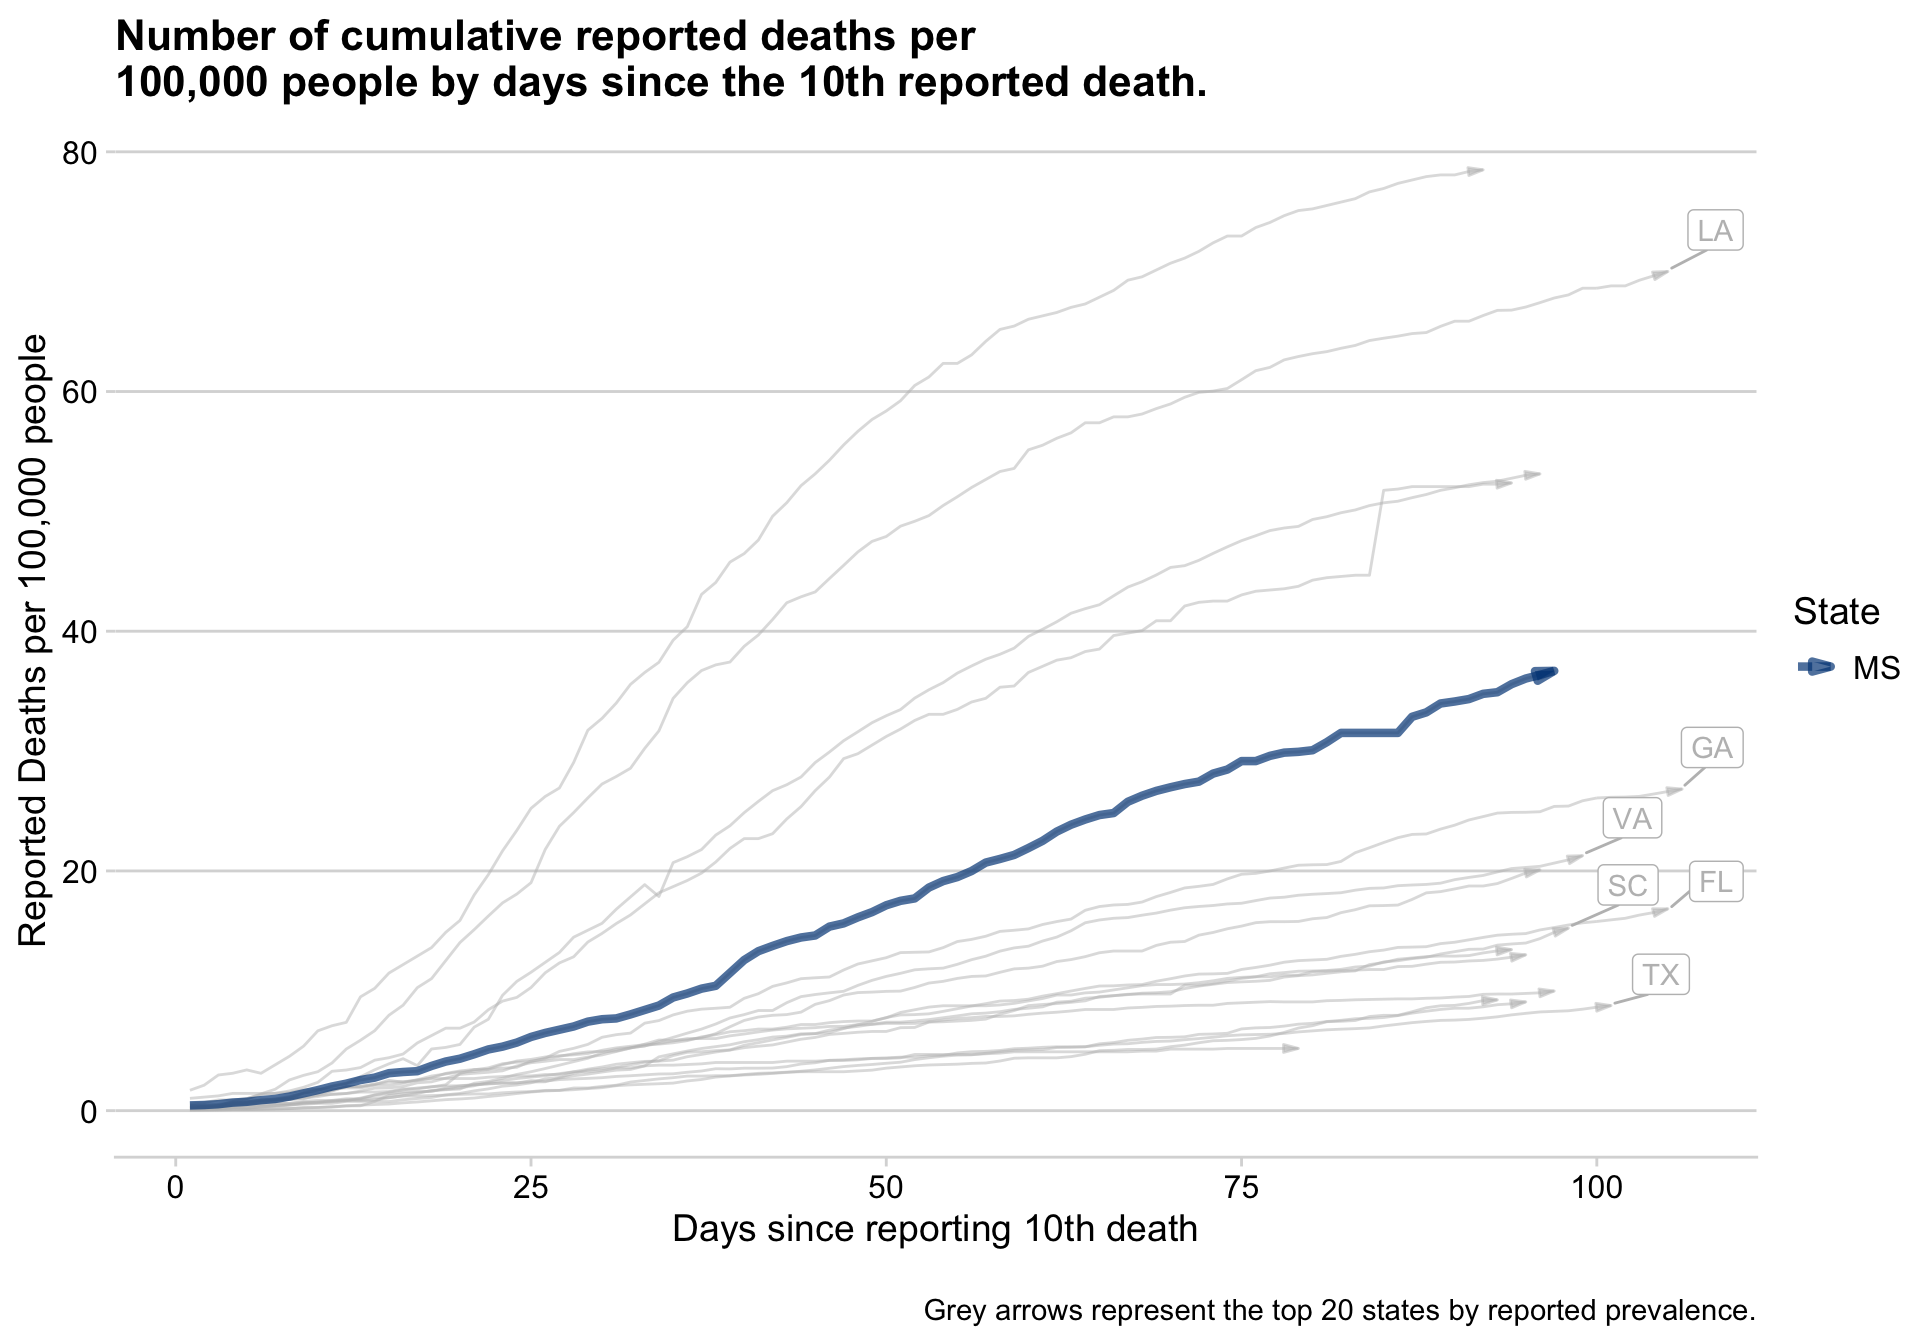 Number of cumulative reported deaths per
100,000 people by days since the 10th reported death.
Reported Deaths per 100,000 people
80
60
40
20
0
LA
GA
VA
SC
FL
TX
State
MS
0
25
50
75
100
Days since reporting 10th death
Grey arrows represent the top 20 states by reported prevalence.